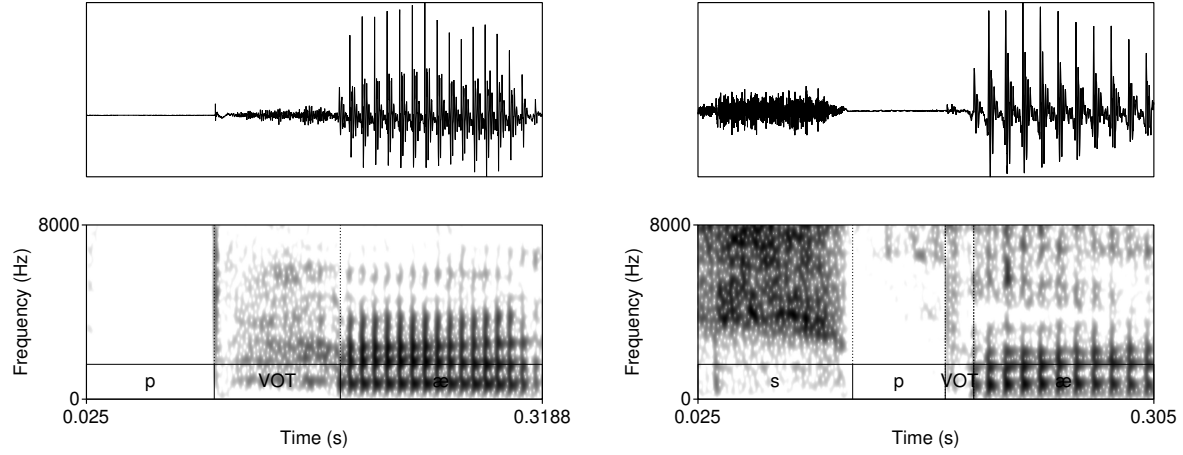 8000
Frequency (Hz)
p VOT æ
0
0.025 0.3188
Time (s)
8000
Frequency (Hz)
s p VOT æ
0
0.025 0.305
Time (s)